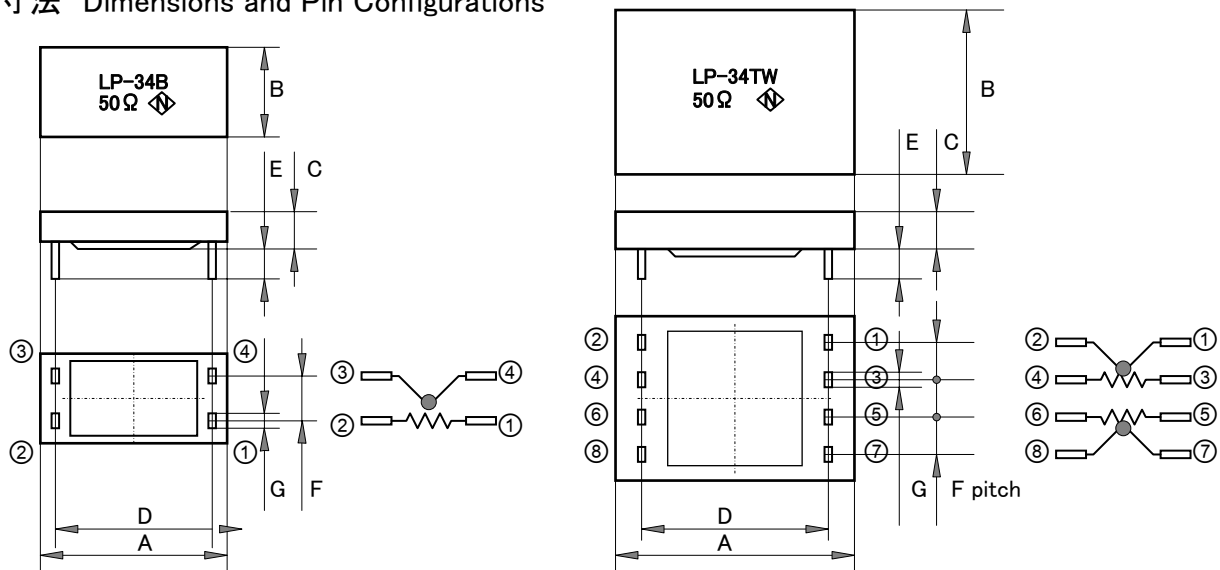 寸法 Dimensions and Pin Configurations
LP-34B
50Ω N
B
E C
③ ④
② ①
G F
D
A
③ ④
② ①
LP-34TW
50Ω N
B
E C
② ①
④ ③
⑥ ⑤
⑧ ⑦
G F pitch
D
A
② ①
④ ③
⑥ ⑤
⑧ ⑦